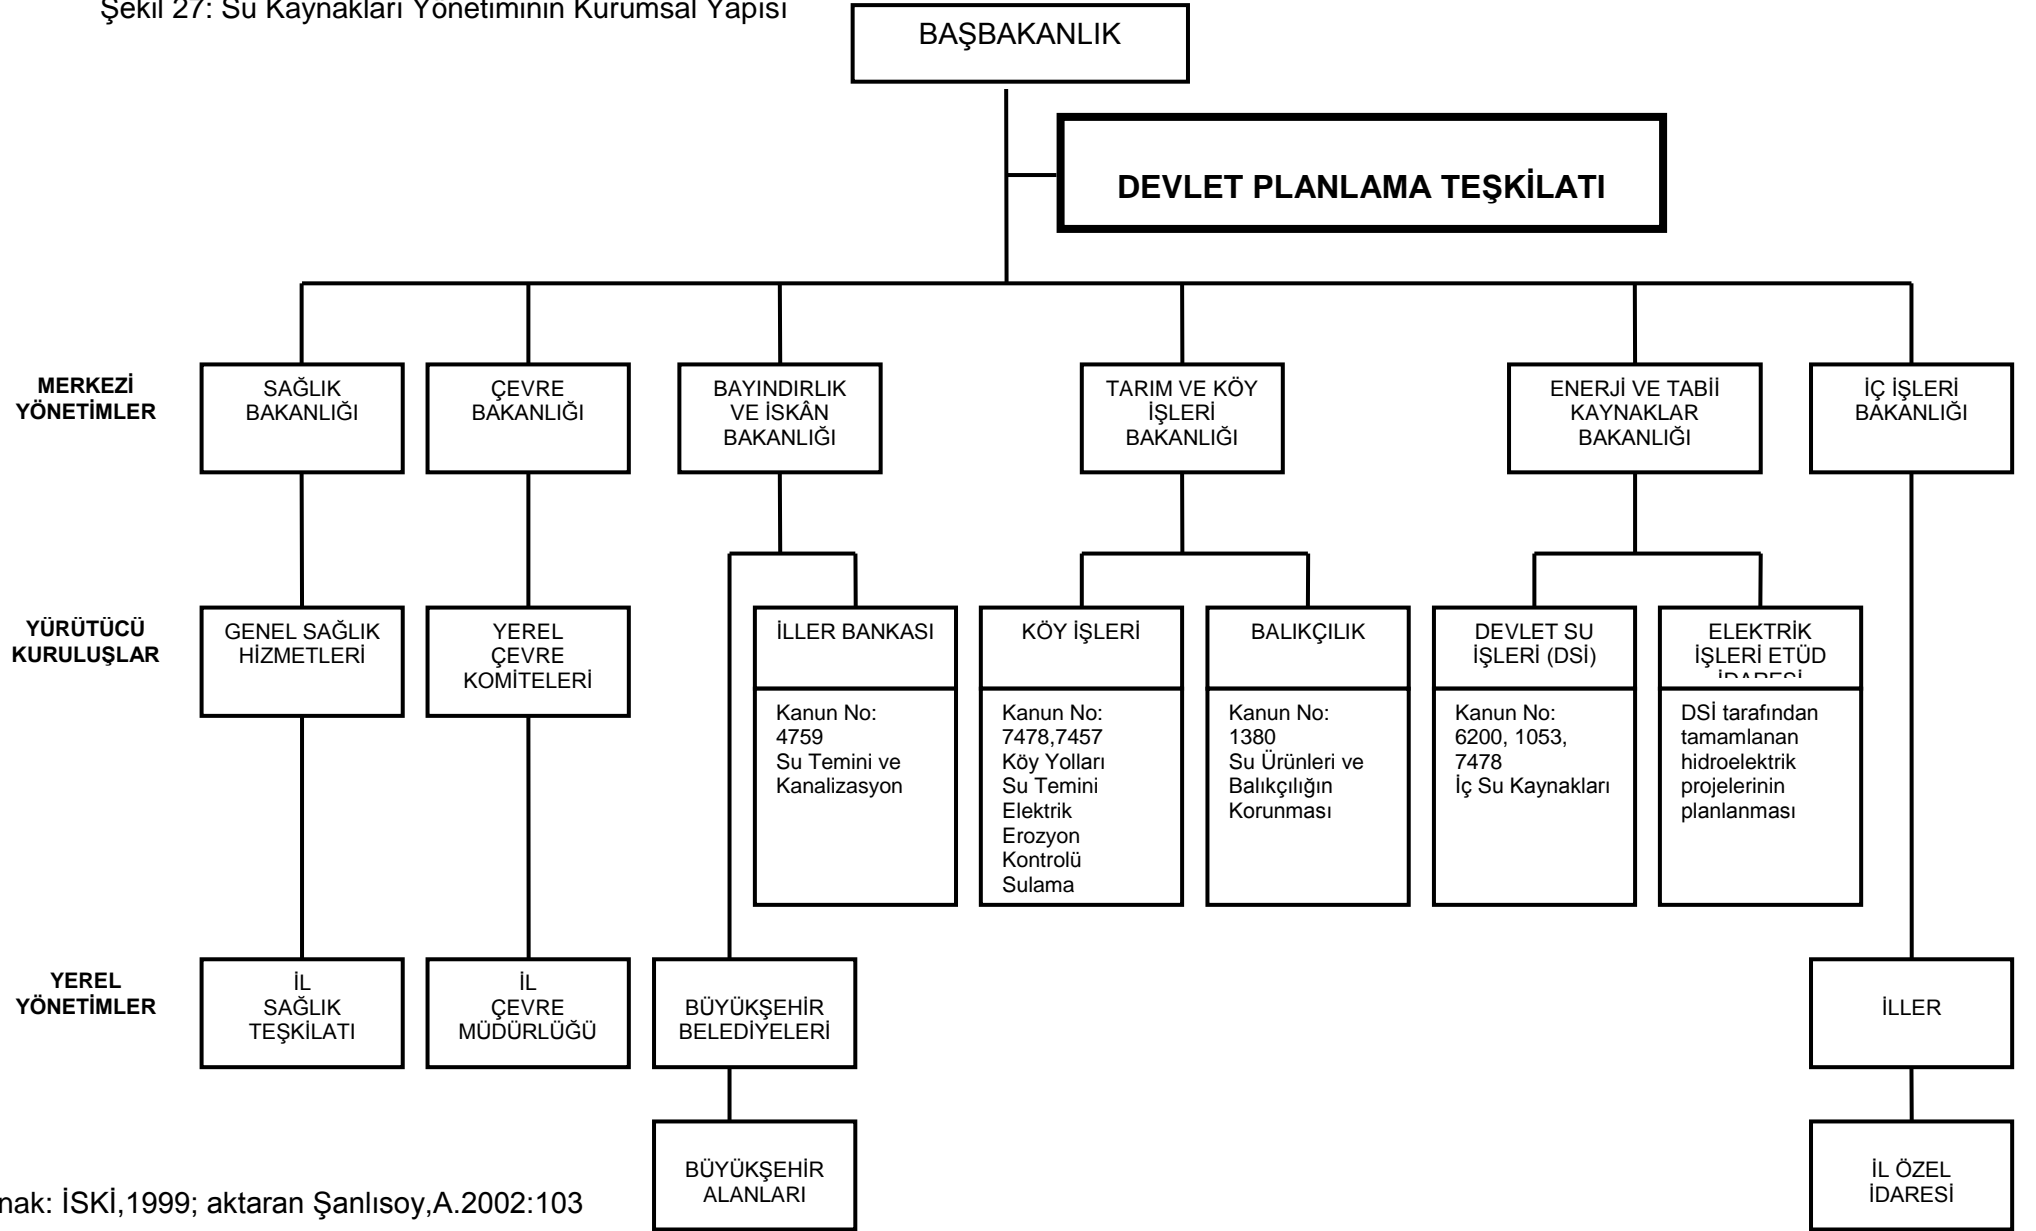 Şekil 27: Su Kaynakları Yönetiminin Kurumsal Yapısı
BAŞBAKANLIK
DEVLET PLANLAMA TEŞKİLATI
MERKEZİ
YÖNETİMLER
SAĞLIK
BAKANLIĞI
ÇEVRE
BAKANLIĞI
BAYINDIRLIK
VE İSKÂN
BAKANLIĞI
TARIM VE KÖY
İŞLERİ
BAKANLIĞI
ENERJİ VE TABİİ
KAYNAKLAR
BAKANLIĞI
İÇ İŞLERİ
BAKANLIĞI
YÜRÜTÜCÜ
KURULUŞLAR
GENEL SAĞLIK
HİZMETLERİ
YEREL
ÇEVRE
KOMİTELERİ
İLLER BANKASI
Kanun No:
4759
Su Temini ve
Kanalizasyon
KÖY İŞLERİ
Kanun No:
7478,7457
Köy Yolları
Su Temini
Elektrik
Erozyon
Kontrolü
Sulama
BALIKÇILIK
Kanun No:
1380
Su Ürünleri ve
Balıkçılığın
Korunması
DEVLET SU
İŞLERİ (DSİ)
Kanun No:
6200, 1053,
7478
İç Su Kaynakları
ELEKTRİK
İŞLERİ ETÜD
İDARESİ
DSİ tarafından
tamamlanan
hidroelektrik
projelerinin
planlanması
YEREL
YÖNETİMLER
İL
SAĞLIK
TEŞKİLATI
İL
ÇEVRE
MÜDÜRLÜĞÜ
BÜYÜKŞEHİR
BELEDİYELERİ
İLLER
BÜYÜKŞEHİR
ALANLARI
İL ÖZEL
İDARESİ
nak: İSKİ,1999; aktaran Şanlısoy,A.2002:103